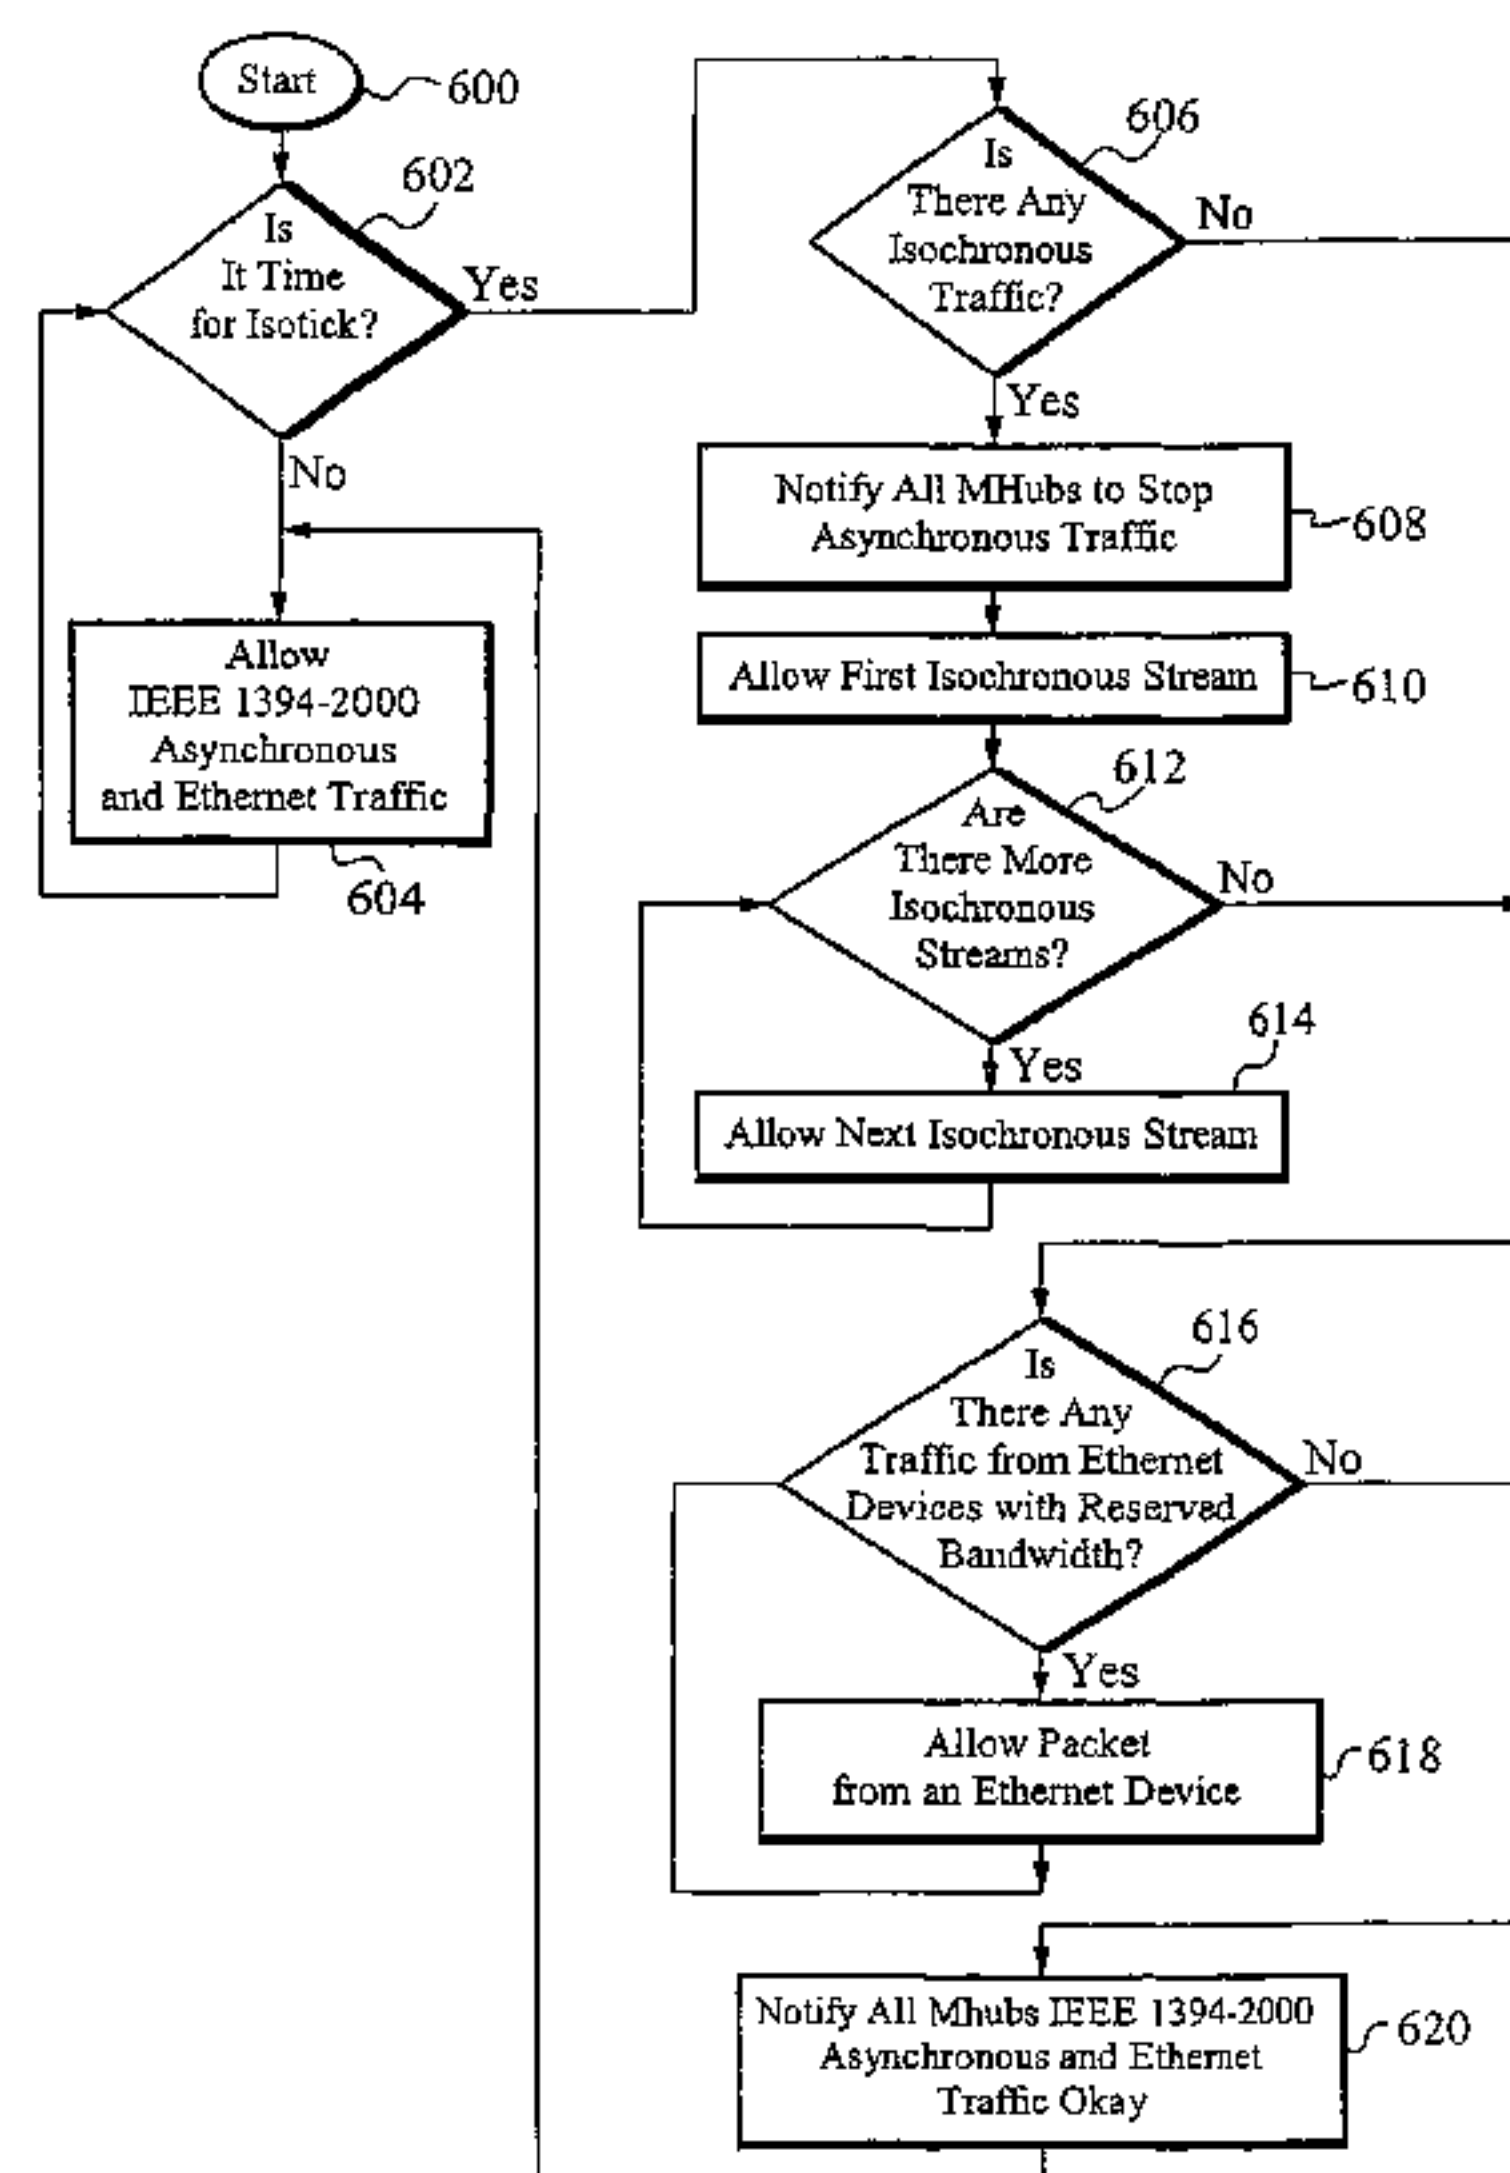 Start
600
602
Is
It Time
for Isotick?
Yes
No
Allow
IEEE 1394-2000
Asynchronous
and Ethernet Traffic
604
606
Is
There Any
Isochronous
Traffic?
No
Yes
Notify All MHubs to Stop
Asynchronous Traffic
608
Allow First Isochronous Stream
610
612
Are
There More
Isochronous
Streams?
No
Yes
614
Allow Next Isochronous Stream
616
Is
There Any
Traffic from Ethernet
Devices with Reserved
Bandwidth?
No
Yes
Allow Packet
from an Ethernet Device
618
Notify All Mhubs IEEE 1394-2000
Asynchronous and Ethernet
Traffic Okay
620